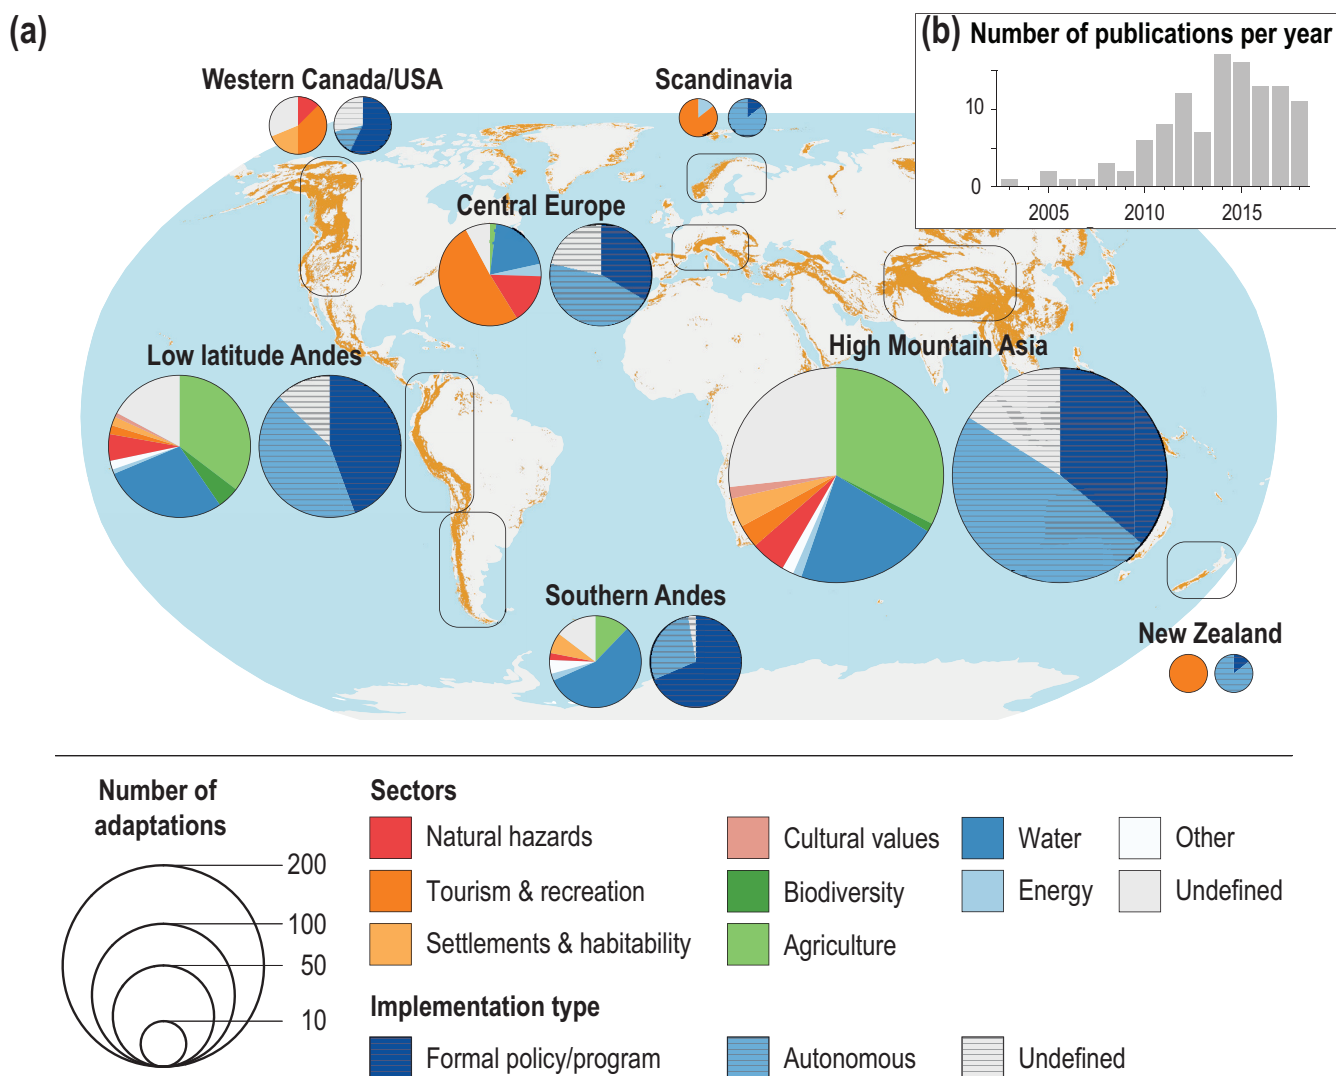 (a)
(b) Number of publications per year
10
0
2005 2010 2015
Western Canada/USA
Scandinavia
Central Europe
Low latitude Andes
High Mountain Asia
Southern Andes
New Zealand
Number of
adaptations
200
100
50
10
Sectors
Natural hazards
Cultural values
Water
Other
Tourism & recreation
Biodiversity
Energy
Undefined
Settlements & habitability
Agriculture
Implementation type
Formal policy/program
Autonomous
Undefined